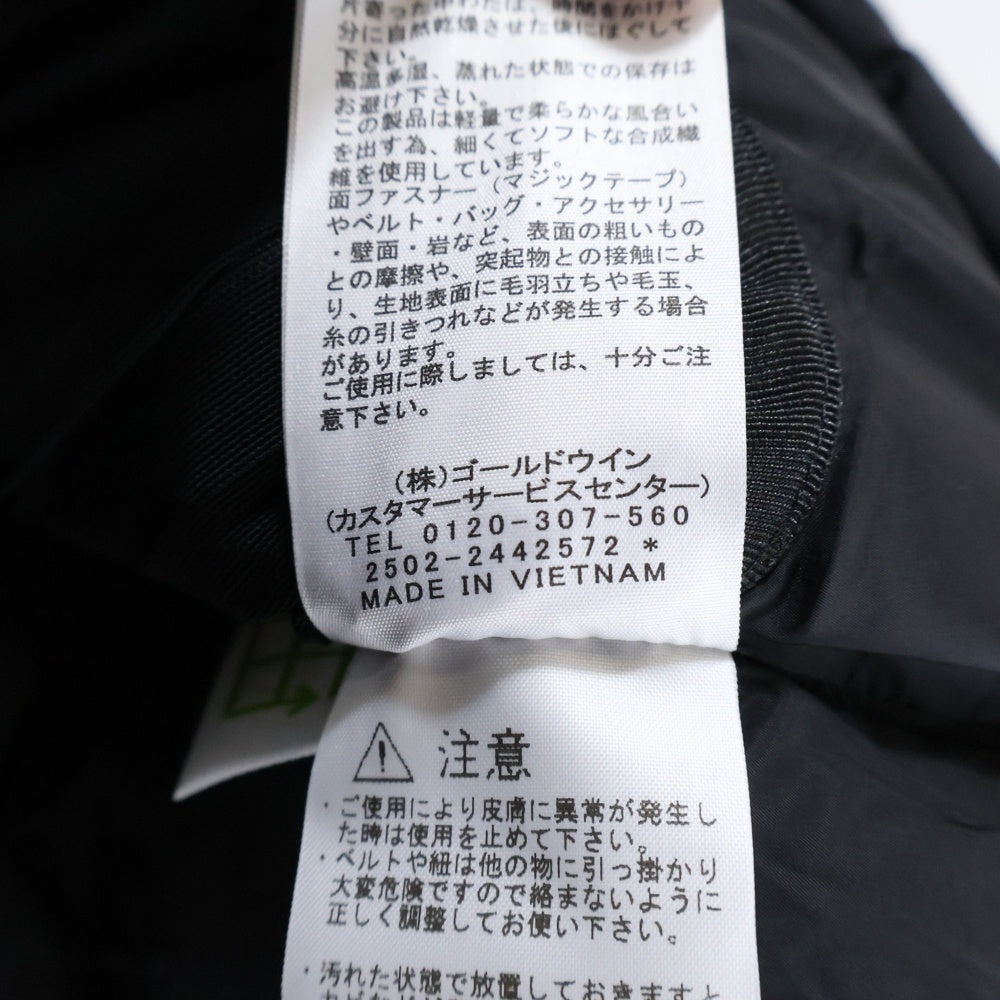 片寄った中わたは、時間をかけ十
分に自然乾燥させた後にほぐして
下さい。
高温多湿、蒸れた状態での保存は
お避け下さい。
この製品は軽量で柔らかな風合い
を出す為、細くてソフトな合成繊
維を使用しています。
面ファスナー（マジックテープ）
やベルト・バッグ・アクセサリー
・壁面・岩など、表面の粗いもの
との摩擦や、突起物との接触によ
り、生地表面に毛羽立ちや毛玉、
糸の引きつれなどが発生する場合
があります。
ご使用に際しましては、十分ご注
意下さい。
(株)ゴールドウイン
(カスタマーサービスセンター)
TEL 0120-307-560
2502-2442572 *
MADE IN VIETNAM
注意
・ご使用により皮膚に異常が発生し
た時は使用を止めて下さい。
・ベルトや紐は他の物に引っ掛かり
大変危険ですので絡まないように
正しく調整してお使い下さい。
・汚れた状態で放置しておきますと